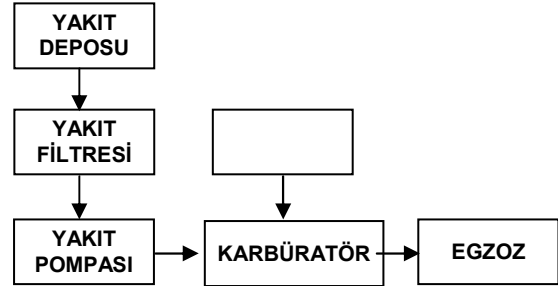 YAKIT
DEPOSU
YAKIT
FİLTRESİ
YAKIT
POMPASI
KARBÜRATÖR
EGZOZ